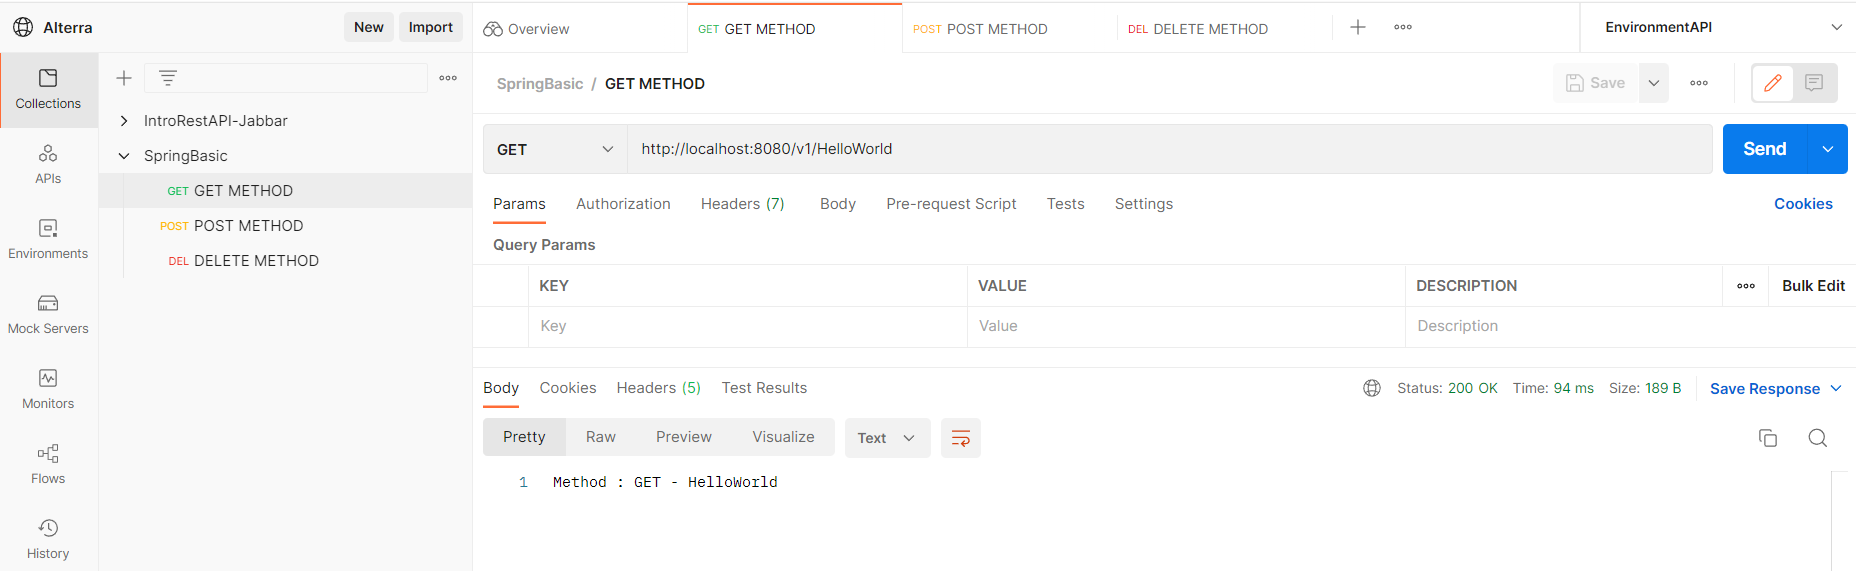 Alterra
New
Import
Overview
GET GET METHOD
POST POST METHOD
DEL DELETE METHOD
EnvironmentAPI
Collections
APIs
Environments
Mock Servers
Monitors
Flows
History
IntroRestAPI-Jabbar
SpringBasic
GET GET METHOD
POST POST METHOD
DEL DELETE METHOD
SpringBasic / GET METHOD
Save
GET
http://localhost:8080/v1/HelloWorld
Send
Params Authorization Headers (7) Body Pre-request Script Tests Settings
Cookies
Query Params
KEY VALUE DESCRIPTION
Bulk Edit
Key Value Description
Body Cookies Headers (5) Test Results
Status: 200 OK Time: 94 ms Size: 189 B
Save Response
Pretty Raw Preview Visualize Text
1 Method : GET - HelloWorld